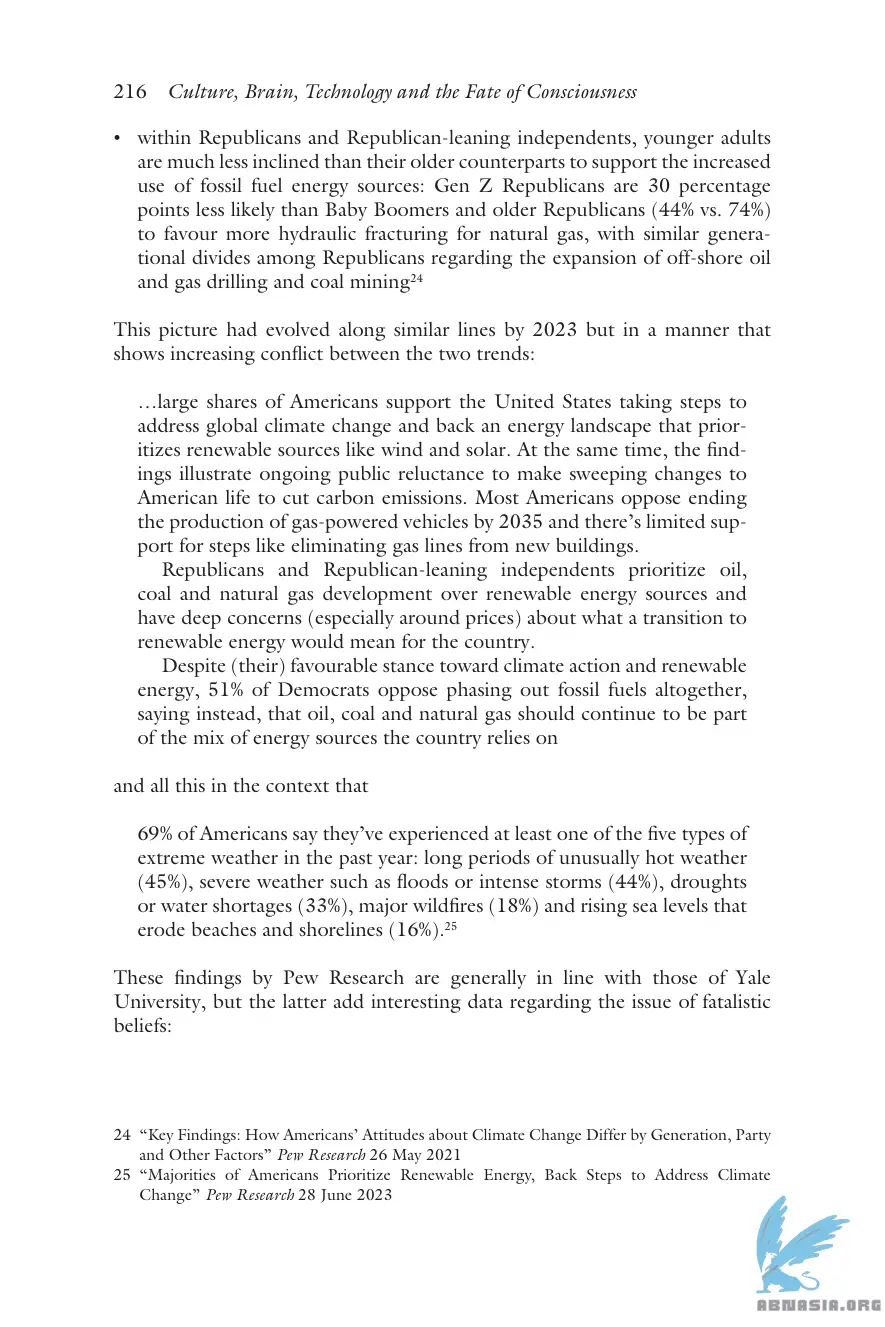 216 Culture, Brain, Technology and the Fate of Consciousness
• within Republicans and Republican-leaning independents, younger adults
are much less inclined than their older counterparts to support the increased
use of fossil fuel energy sources: Gen Z Republicans are 30 percentage
points less likely than Baby Boomers and older Republicans (44% vs. 74%)
to favour more hydraulic fracturing for natural gas, with similar genera-
tional divides among Republicans regarding the expansion of off-shore oil
and gas drilling and coal mining²⁴
This picture had evolved along similar lines by 2023 but in a manner that
shows increasing conflict between the two trends:
…large shares of Americans support the United States taking steps to
address global climate change and back an energy landscape that prior-
itizes renewable sources like wind and solar. At the same time, the find-
ings illustrate ongoing public reluctance to make sweeping changes to
American life to cut carbon emissions. Most Americans oppose ending
the production of gas-powered vehicles by 2035 and there's limited sup-
port for steps like eliminating gas lines from new buildings.
Republicans and Republican-leaning independents prioritize oil,
coal and natural gas development over renewable energy sources and
have deep concerns (especially around prices) about what a transition to
renewable energy would mean for the country.
Despite (their) favourable stance toward climate action and renewable
energy, 51% of Democrats oppose phasing out fossil fuels altogether,
saying instead, that oil, coal and natural gas should continue to be part
of the mix of energy sources the country relies on
and all this in the context that
69% of Americans say they've experienced at least one of the five types of
extreme weather in the past year: long periods of unusually hot weather
(45%), severe weather such as floods or intense storms (44%), droughts
or water shortages (33%), major wildfires (18%) and rising sea levels that
erode beaches and shorelines (16%).²⁵
These findings by Pew Research are generally in line with those of Yale
University, but the latter add interesting data regarding the issue of fatalistic
beliefs:
24 “Key Findings: How Americans’ Attitudes about Climate Change Differ by Generation, Party
and Other Factors” Pew Research 26 May 2021
25 “Majorities of Americans Prioritize Renewable Energy, Back Steps to Address Climate
Change” Pew Research 28 June 2023
ABNASIA.ORG